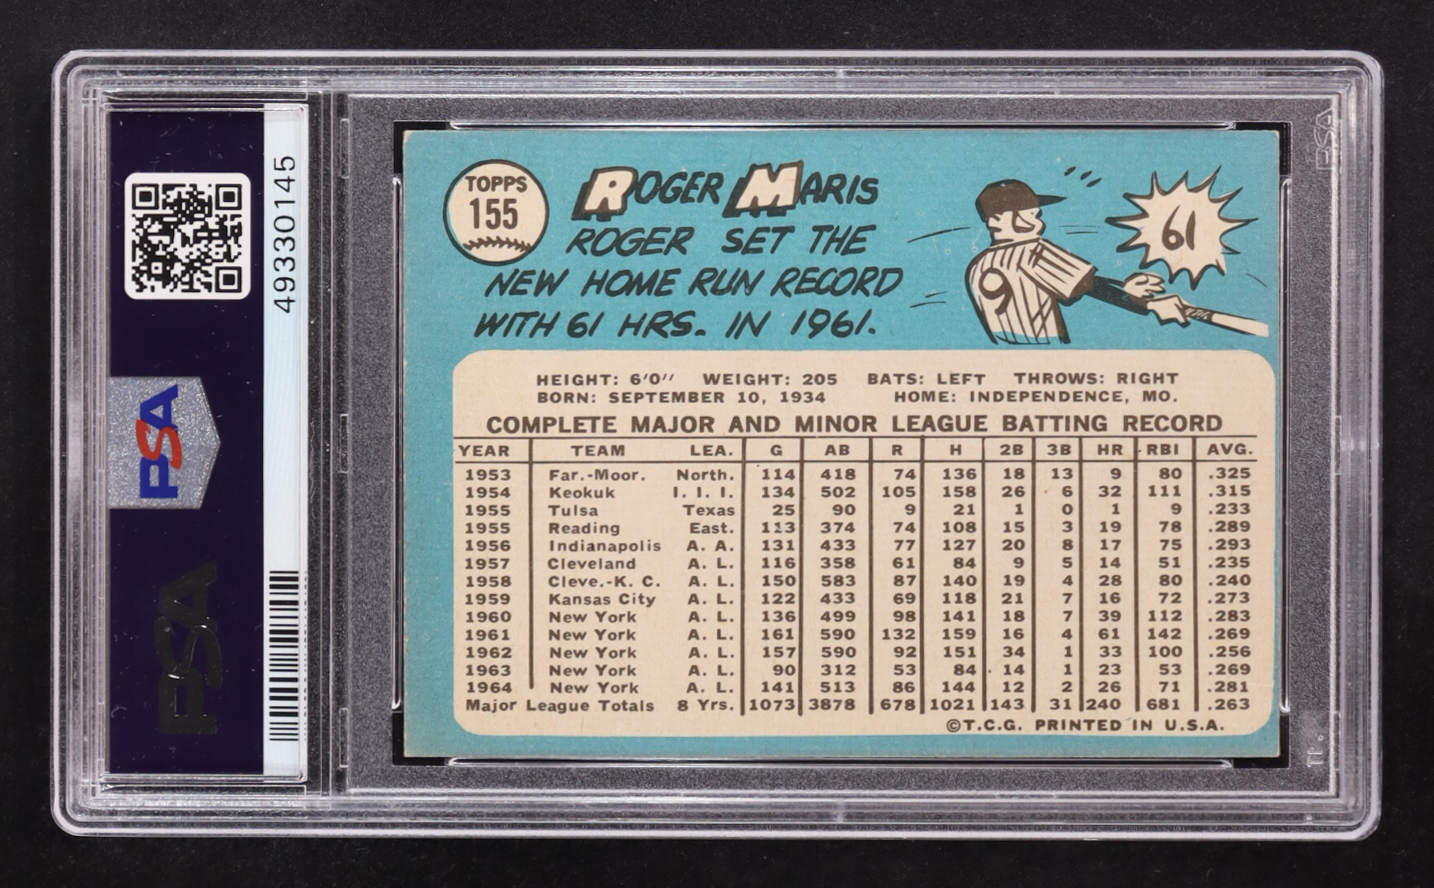 49330145
PSA
PSA
PSA
TOPPS
155
ROGER MARIS
ROGER SET THE
NEW HOME RUN RECORD
WITH 61 HRS. IN 1961.
61
9
HEIGHT: 6'0" WEIGHT: 205 BATS: LEFT THROWS: RIGHT
BORN: SEPTEMBER 10, 1934 HOME: INDEPENDENCE, MO.
COMPLETE MAJOR AND MINOR LEAGUE BATTING RECORD
YEAR TEAM LEA. G AB R H 2B 3B HR RBI AVG.
1953 Far.-Moor. North. 114 418 74 136 18 13 9 80 .325
1954 Keokuk I. I. I. 134 502 105 158 26 6 32 111 .315
1955 Tulsa Texas 25 90 9 21 1 0 1 9 .233
1955 Reading East. 113 374 74 108 15 3 19 78 .289
1956 Indianapolis A. A. 131 433 77 127 20 8 17 75 .293
1957 Cleveland A. L. 116 358 61 84 9 5 14 51 .235
1958 Cleve.-K. C. A. L. 150 583 87 140 19 4 28 80 .240
1959 Kansas City A. L. 122 433 69 118 21 7 16 72 .273
1960 New York A. L. 136 499 98 141 18 7 39 112 .283
1961 New York A. L. 161 590 132 159 16 4 61 142 .269
1962 New York A. L. 157 590 92 151 34 1 33 100 .256
1963 New York A. L. 90 312 53 84 14 1 23 53 .269
1964 New York A. L. 141 513 86 144 12 2 26 71 .281
Major League Totals 8 Yrs. 1073 3878 678 1021 143 31 240 681 .263
©T.C.G. PRINTED IN U.S.A.